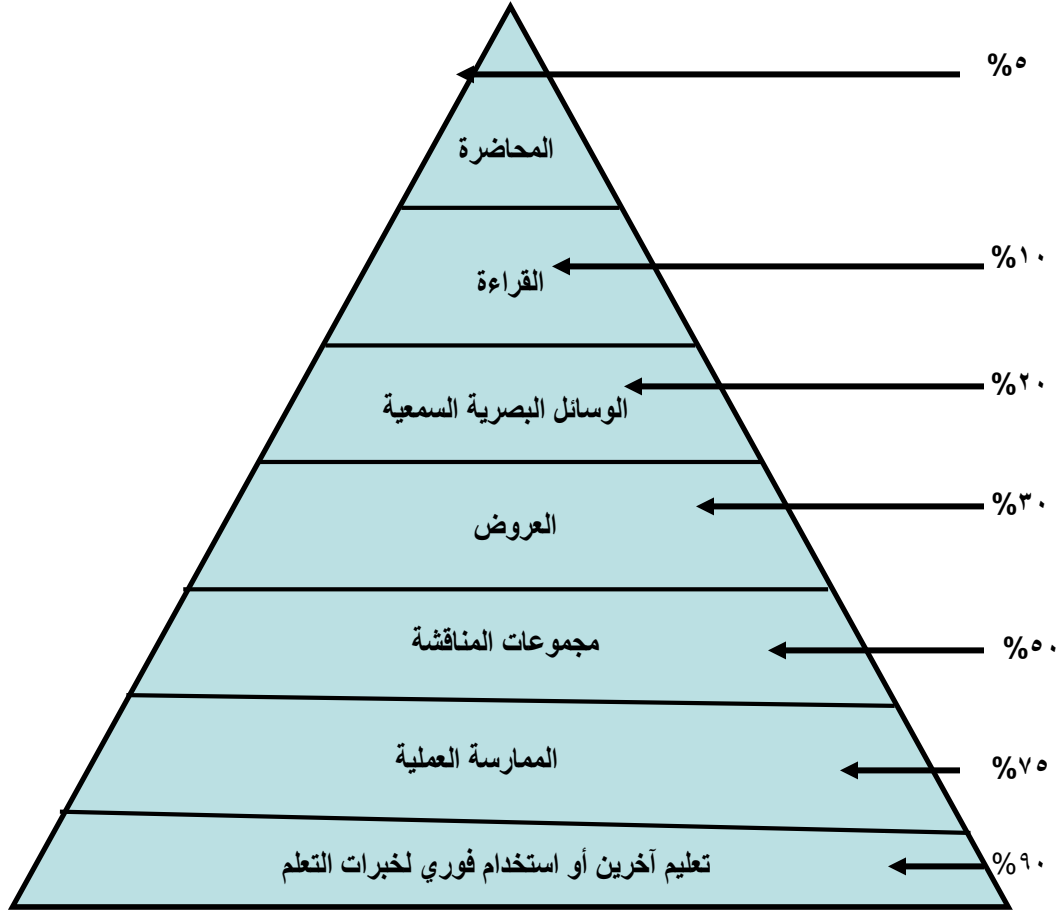 %٥
المحاضرة
%١٠
القراءة
%٢٠
الوسائل البصرية السمعية
%٣٠
العروض
%٥٠
مجموعات المناقشة
%٧٥
الممارسة العملية
%٩٠
تعليم آخرين أو استخدام فوري لخبرات التعلم